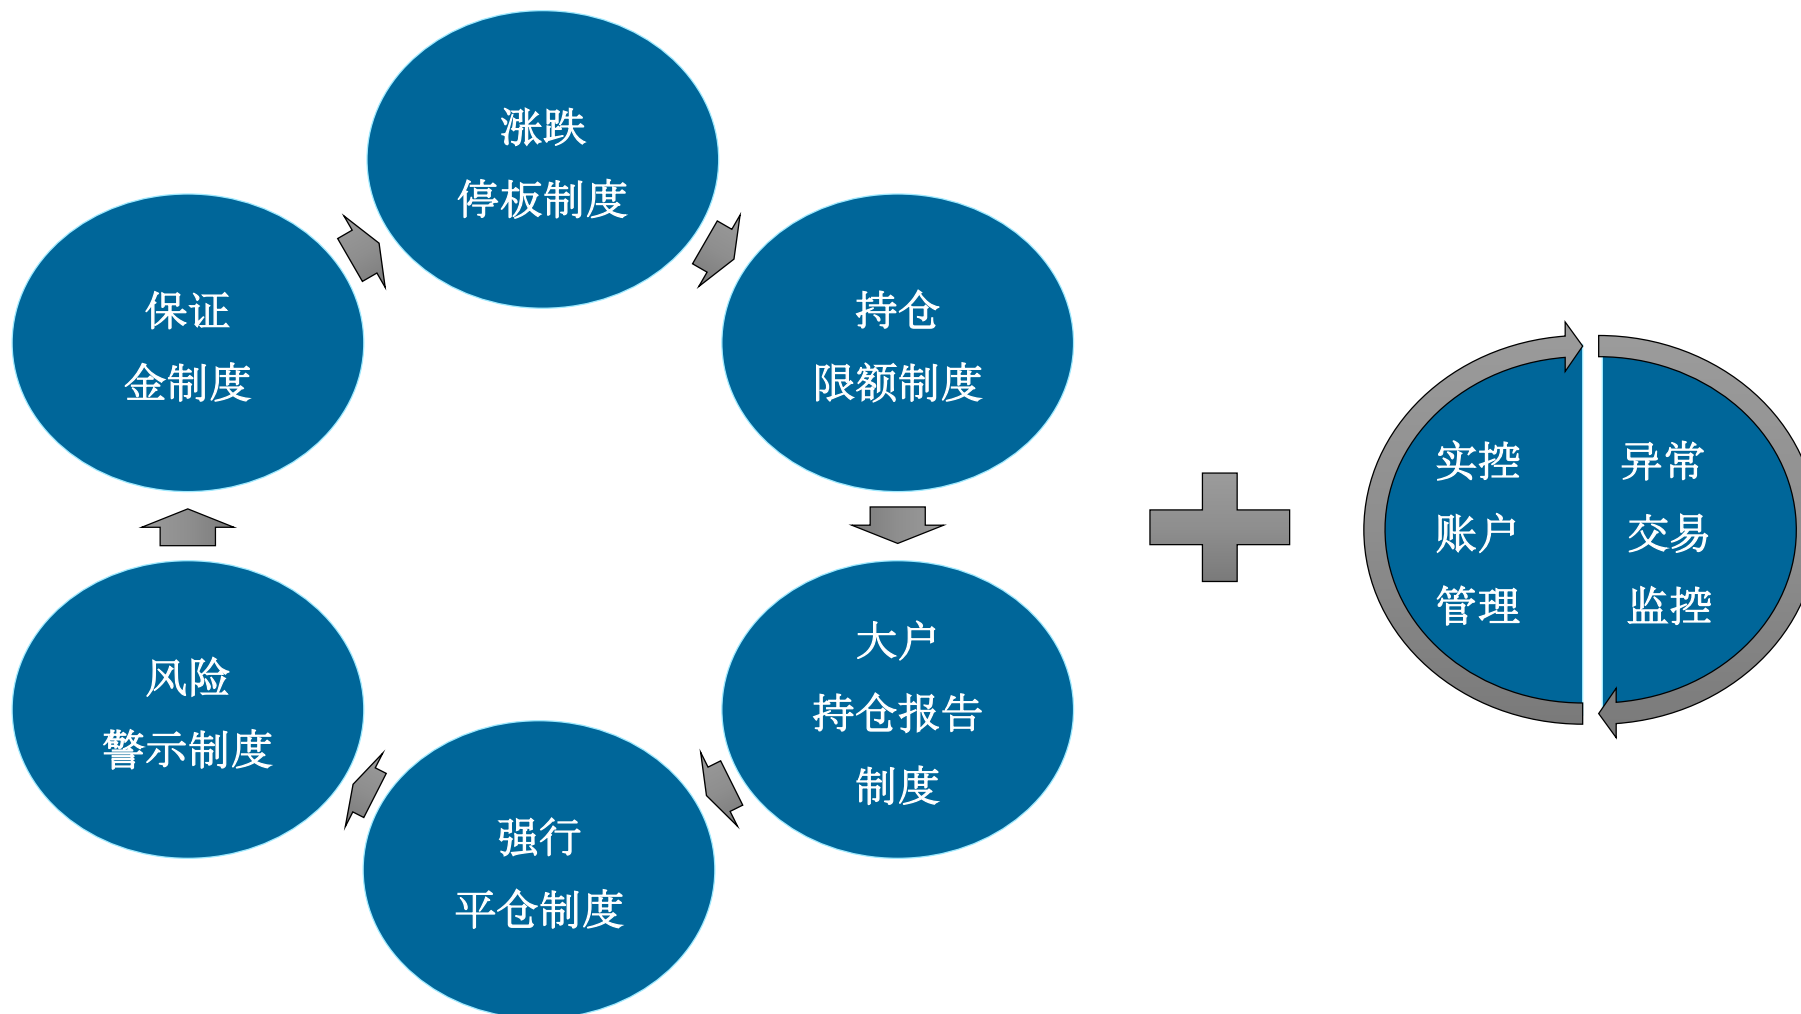 涨跌
停板制度
保证
金制度
持仓
限额制度
大户
持仓报告
制度
强行
平仓制度
风险
警示制度
实控
账户
管理
异常
交易
监控